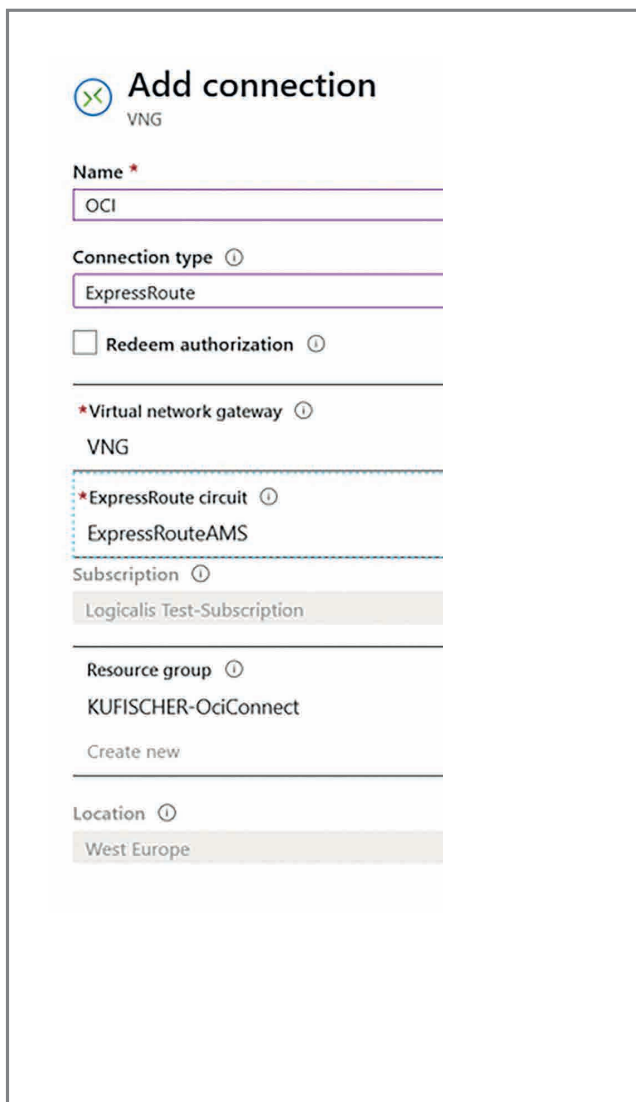 Add connection
VNG
Name *
OCI
Connection type
ExpressRoute
Redeem authorization
*Virtual network gateway
VNG
*ExpressRoute circuit
ExpressRouteAMS
Subscription
Logicalis Test-Subscription
Resource group
KUFISCHER-OciConnect
Create new
Location
West Europe